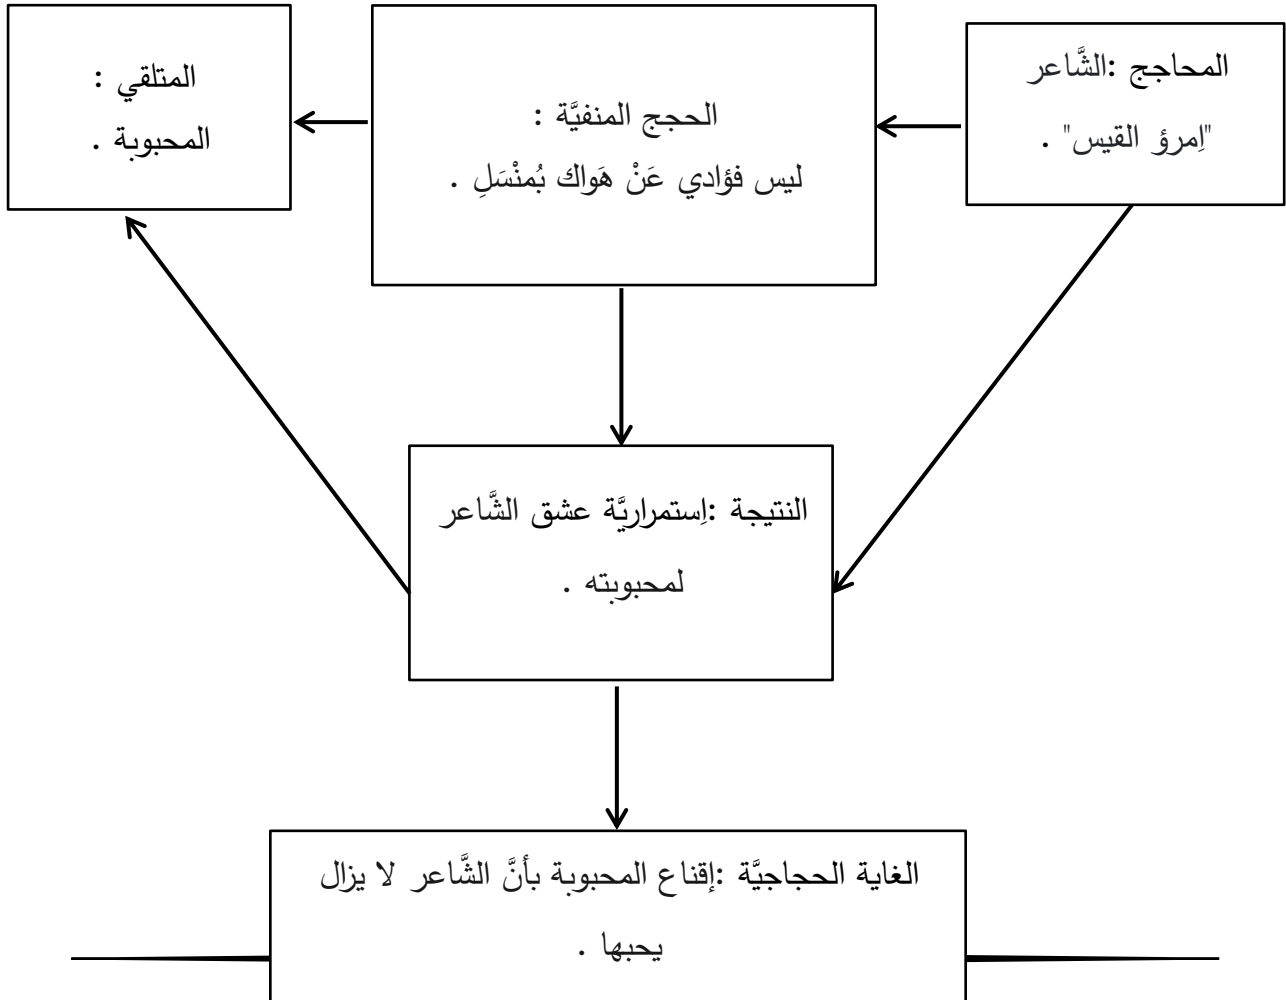 المحاجج :الشَّاعر
"اِمرؤ القيس" .
الحجج المنفيَّة :
ليس فؤادي عَنْ هَواك بُمنْسَلِ .
المتلقي :
المحبوبة .
النتيجة :اِستمراريَّة عشق الشَّاعر
لمحبوبته .
الغاية الحجاجيَّة :إقناع المحبوبة بأنَّ الشَّاعر لا يزال
يحبها .